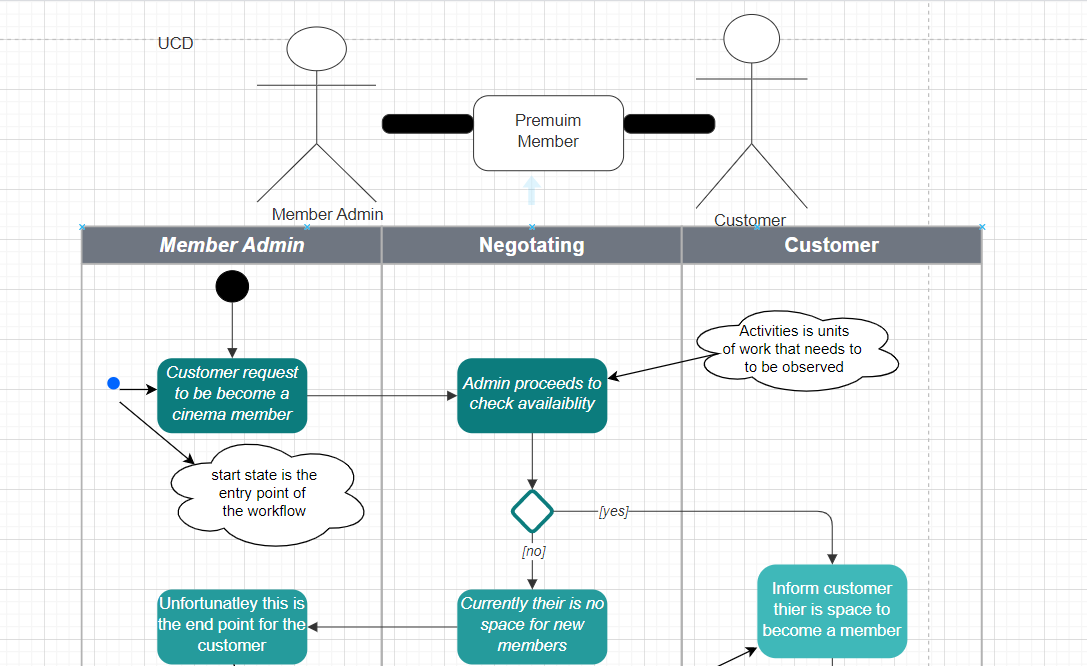 UCD
Premuim
Member
Member Admin
Customer
Member Admin
Negotating
Customer
Activities is units
of work that needs to
to be observed
Customer request
to be become a
cinema member
Admin proceeds to
check availaiblity
start state is the
entry point of
the workflow
[yes]
[no]
Unfortunatley this is
the end point for the
customer
Currently their is no
space for new
members
Inform customer
thier is space to
become a member